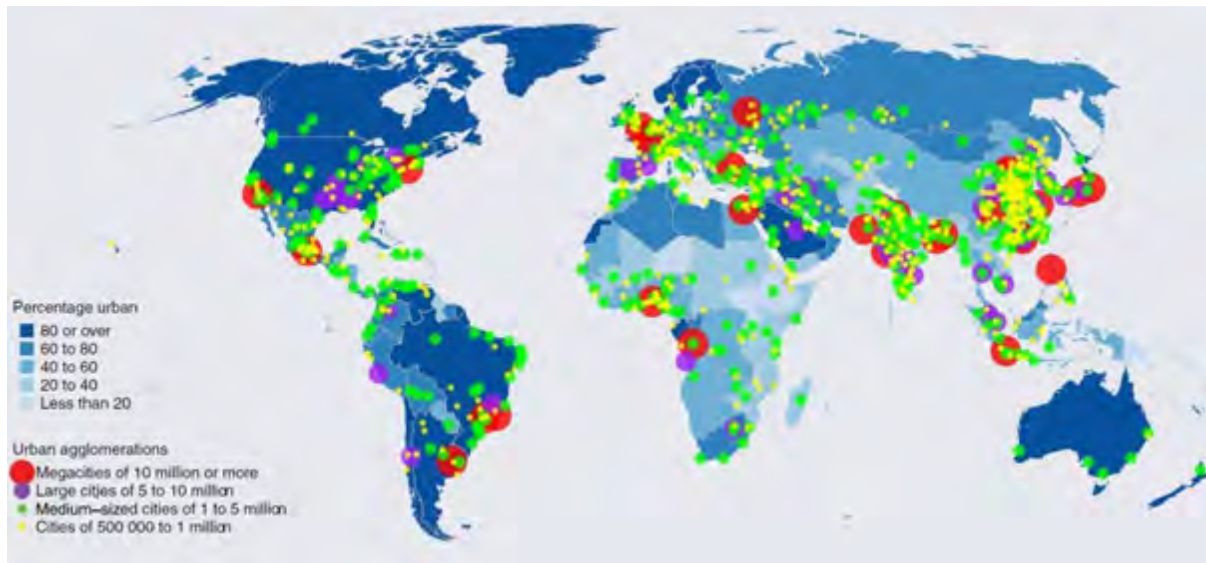 Percentage urban
80 or over
60 to 80
40 to 60
20 to 40
Less than 20
Urban agglomerations
Megacities of 10 million or more
Large cities of 5 to 10 million
Medium-sized cities of 1 to 5 million
Cities of 500 000 to 1 million